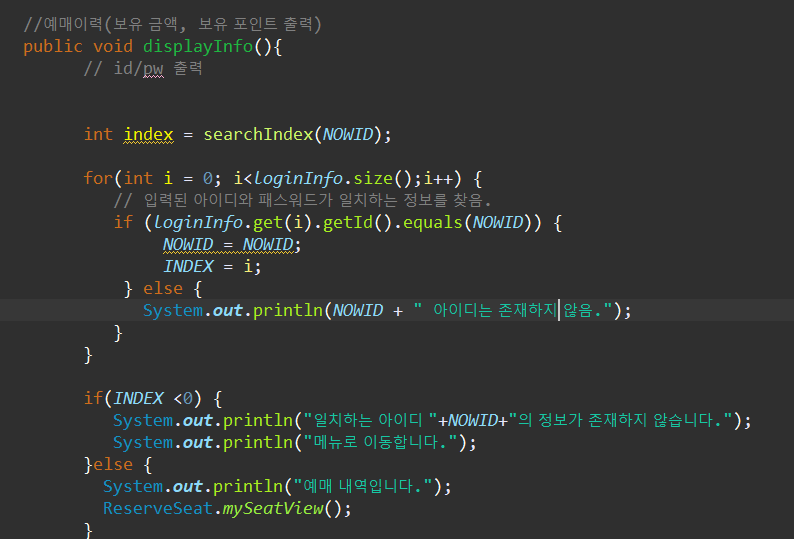 //예매이력(보유 금액, 보유 포인트 출력)
public void displayInfo(){
// id/pw 출력
int index = searchIndex(NOWID);
for(int i = 0; i<loginInfo.size();i++) {
// 입력된 아이디와 패스워드가 일치하는 정보를 찾음.
if (loginInfo.get(i).getId().equals(NOWID)) {
NOWID = NOWID;
INDEX = i;
} else {
System.out.println(NOWID + " 아이디는 존재하지 않음.");
}
}
if(INDEX <0) {
System.out.println("일치하는 아이디 "+NOWID+"의 정보가 존재하지 않습니다.");
System.out.println("메뉴로 이동합니다.");
}else {
System.out.println("예매 내역입니다.");
ReserveSeat.mySeatView();
}